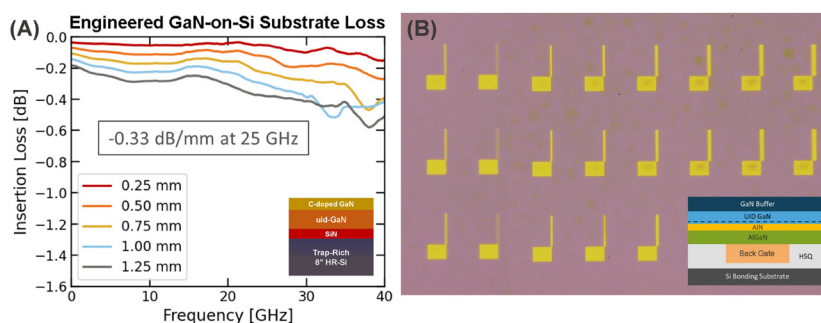 (A)
Engineered GaN-on-Si Substrate Loss
Insertion Loss [dB]
0.0
-0.2
-0.4
-0.6
-0.8
-1.0
-1.2
-1.4
-1.6
-0.33 dB/mm at 25 GHz
0.25 mm
0.50 mm
0.75 mm
1.00 mm
1.25 mm
C-doped GaN
uid-GaN
SiN
Trap-Rich
8" HR-Si
0
10
20
30
40
Frequency [GHz]
(B)
GaN Buffer
UID GaN
AlN
AlGaN
Back Gate
HSQ
Si Bonding Substrate